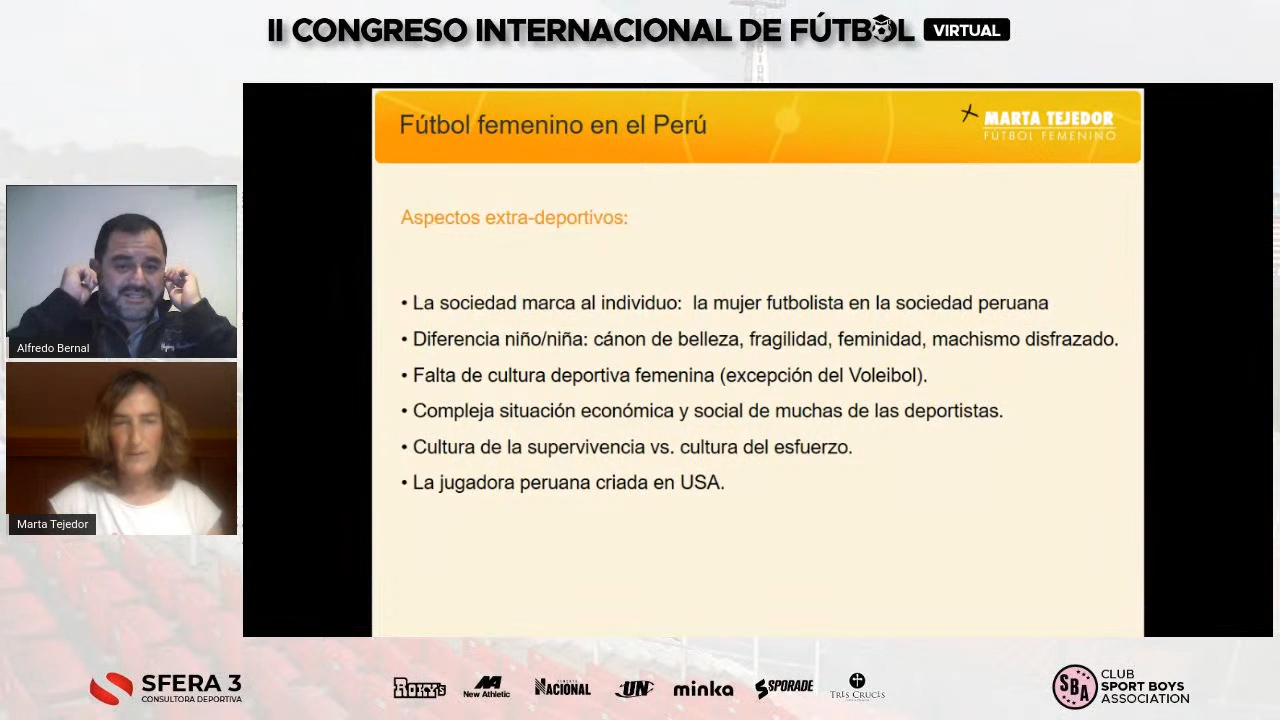 II CONGRESO INTERNACIONAL DE FÚTBOL VIRTUAL
Fútbol femenino en el Perú
MARTA TEJEDOR
FÚTBOL FEMENINO
Aspectos extra-deportivos:
• La sociedad marca al individuo:  la mujer futbolista en la sociedad peruana
• Diferencia niño/niña: cánon de belleza, fragilidad, feminidad, machismo disfrazado.
• Falta de cultura deportiva femenina (excepción del Voleibol).
• Compleja situación económica y social de muchas de las deportistas.
• Cultura de la supervivencia vs. cultura del esfuerzo.
• La jugadora peruana criada en USA.
Alfredo Bernal
Marta Tejedor
SFERA 3
CONSULTORA DEPORTIVA
ROKY'S
New Athletic
NACIONAL
UN
minka
SPORADE
TRES CRUCES
SBA
CLUB
SPORT BOYS
ASSOCIATION